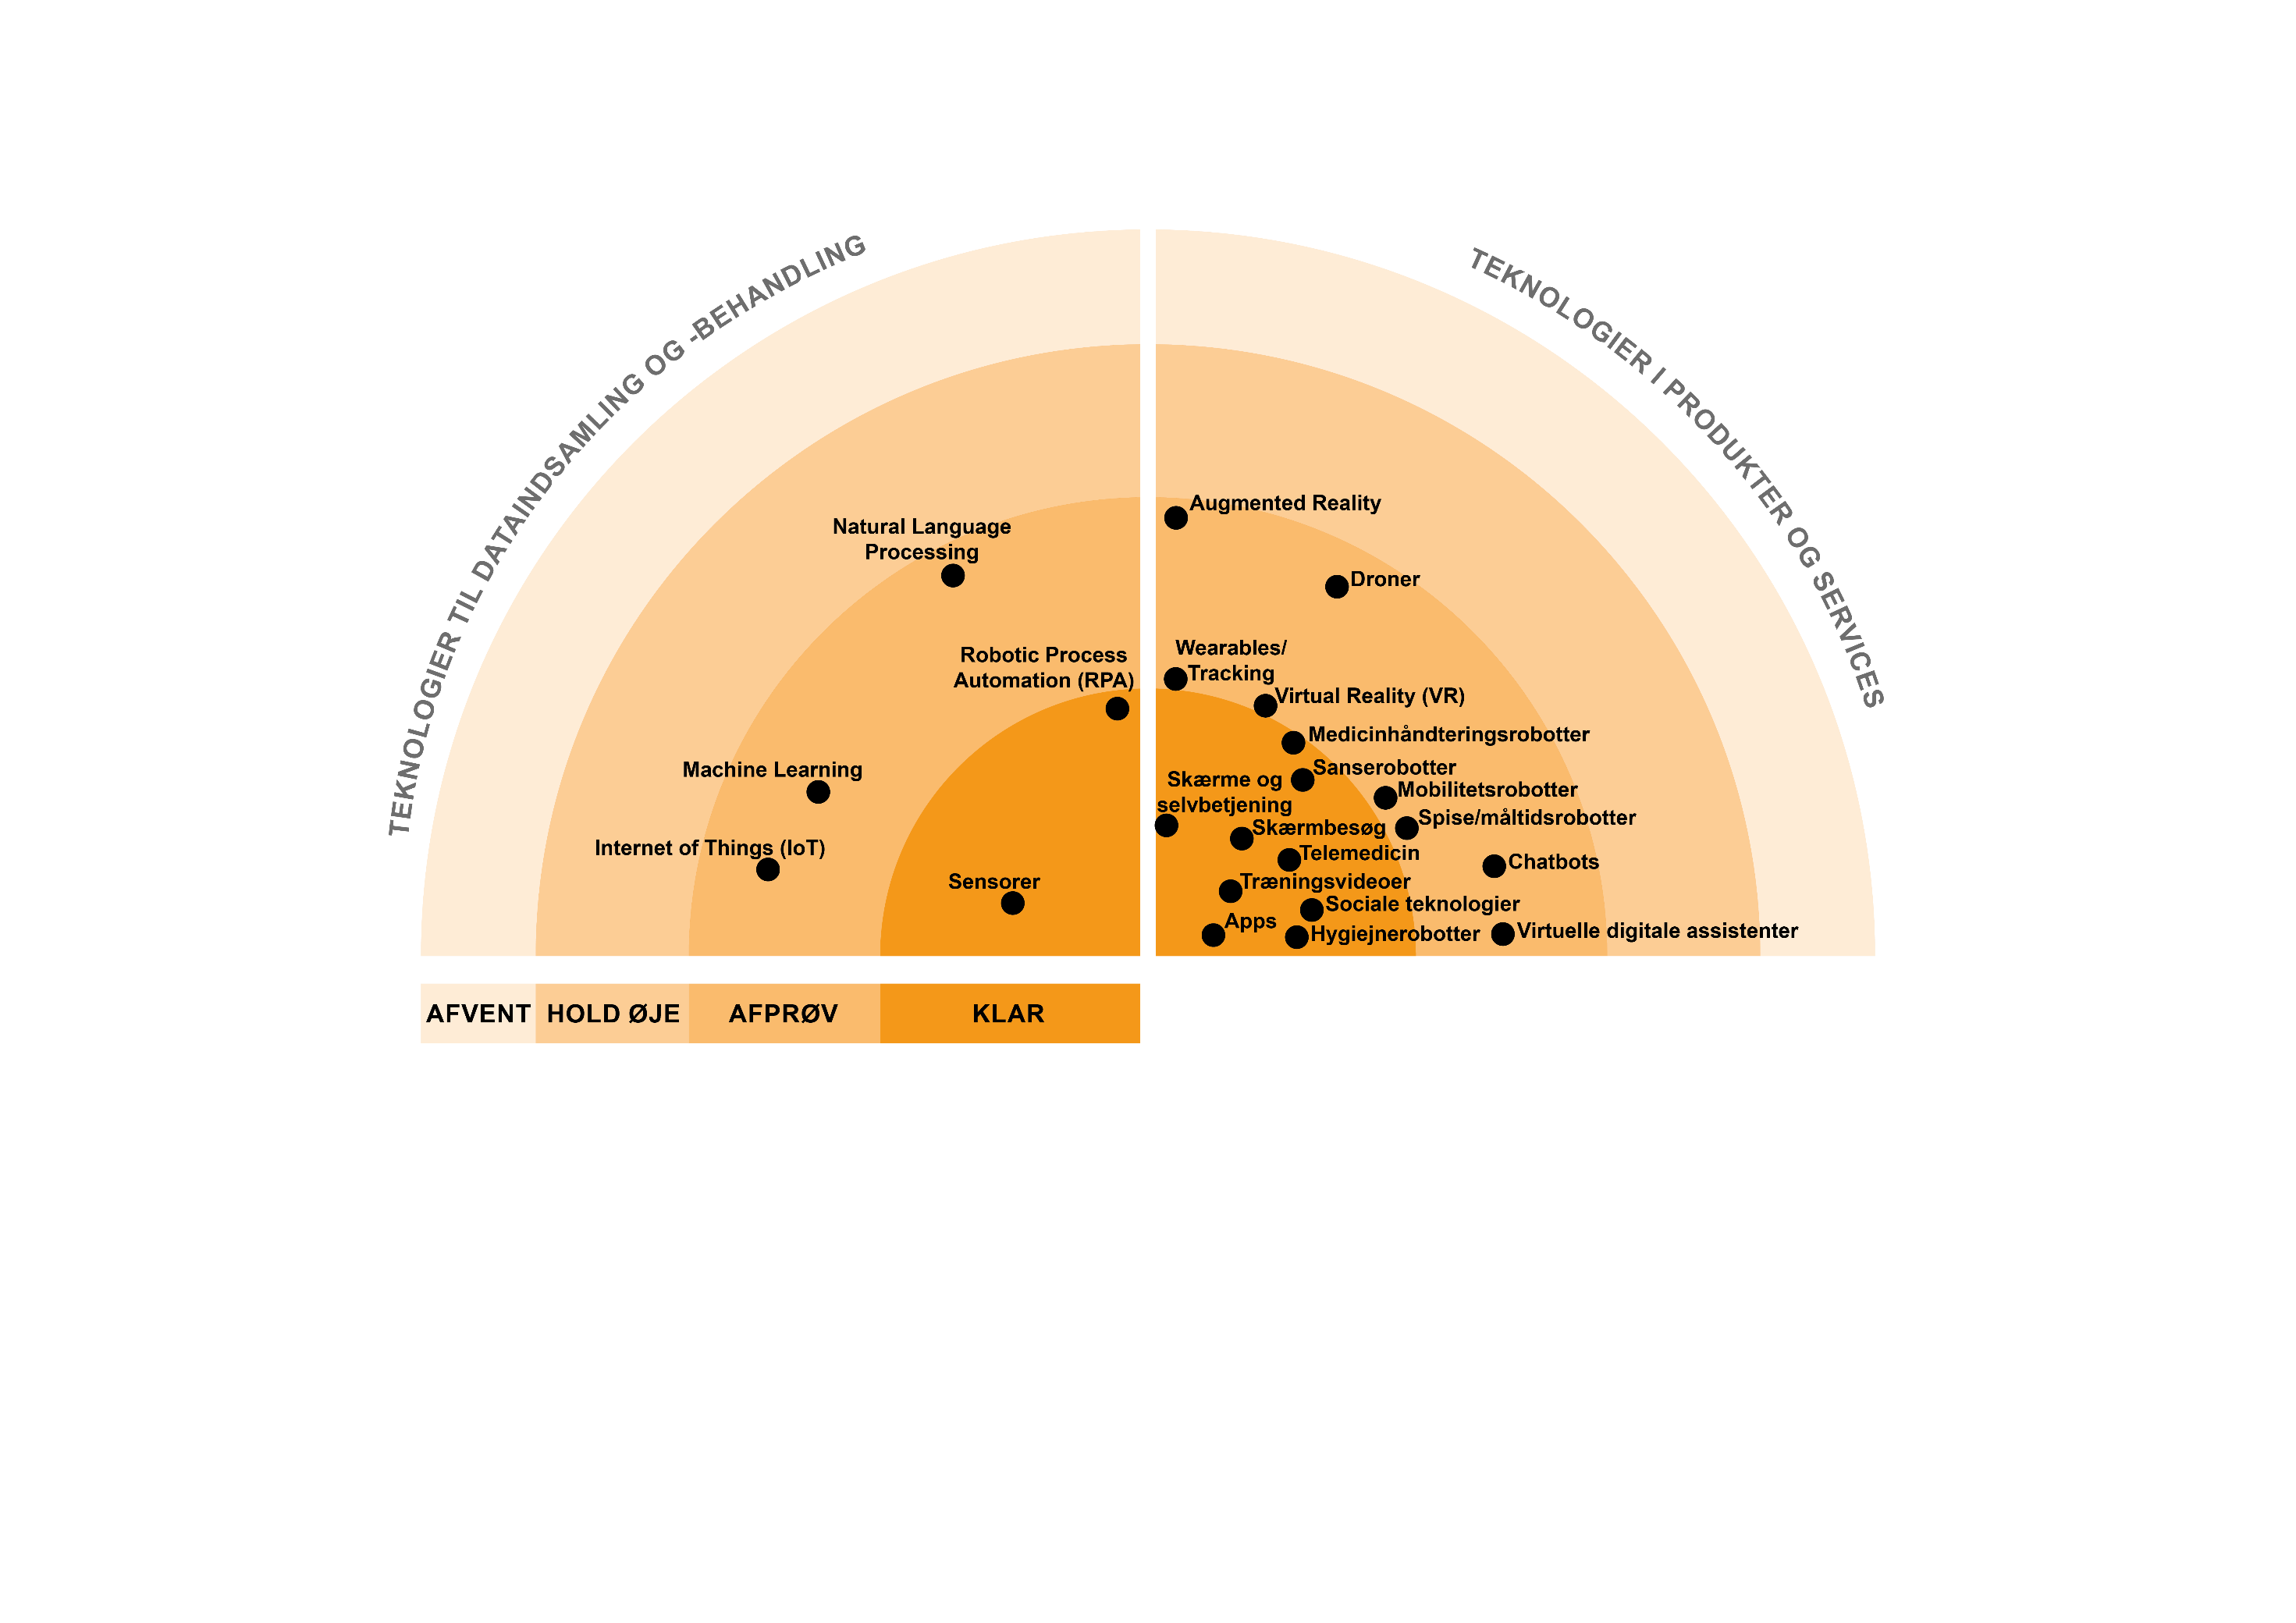 TEKNOLOGIER TIL DATAINDSAMLING OG -BEHANDLING
TEKNOLOGIER I PRODUKTER OG SERVICES
Natural Language
Processing
Robotic Process
Automation (RPA)
Machine Learning
Internet of Things (IoT)
Sensorer
Augmented Reality
Droner
Wearables/
Tracking
Virtual Reality (VR)
Medicinhåndteringsrobotter
Sanserobotter
Skærme og
selvbetjening
Mobilitetsrobotter
Spise/måltidsrobotter
Skærmbesøg
Telemedicin
Chatbots
Træningsvideoer
Sociale teknologier
Apps
Hygiejnerobotter
Virtuelle digitale assistenter
AFVENT
HOLD ØJE
AFPRØV
KLAR